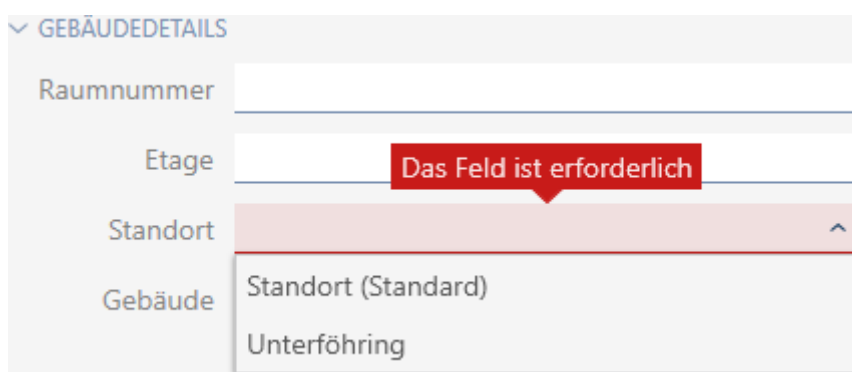 GEBÄUDEDETAILS
Raumnummer
Etage
Das Feld ist erforderlich
Standort
Gebäude
Standort (Standard)
Unterföhring